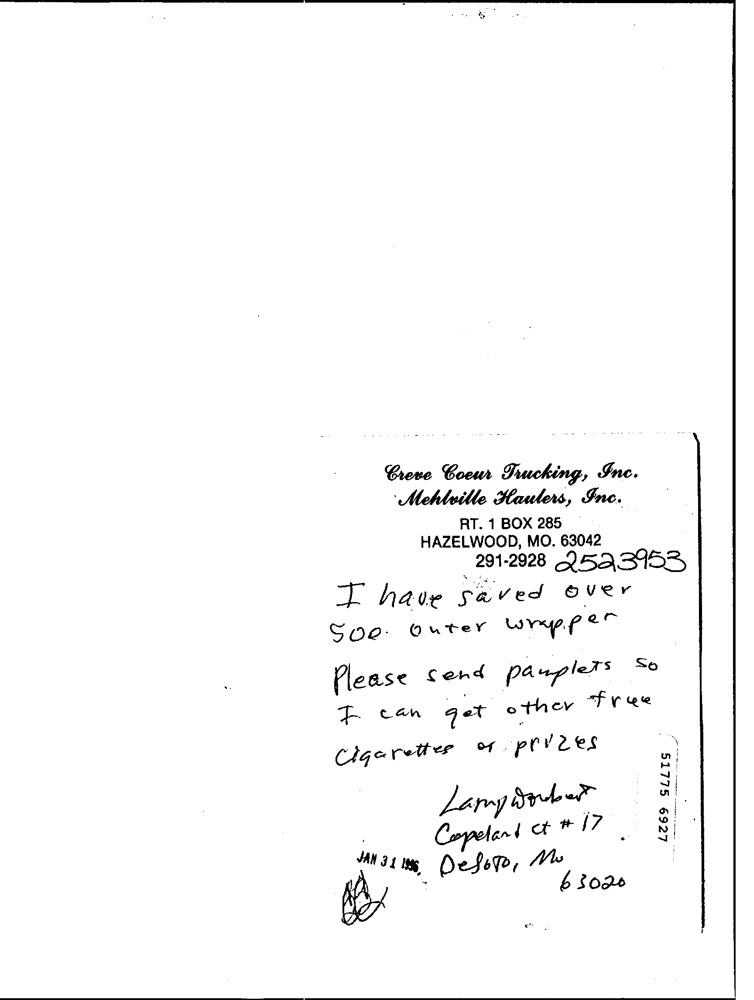 Creve Coeur Trucking, Inc.
Mehlville Haulers, Inc.
RT. 1 BOX 285
HAZELWOOD, MO. 63042
291-2928 2523953
I have saved over
500 outer wrapper
Please send pamplets so
I can get other free
Cigarettes or prizes
Larry
Copeland ct # 17
DeSoto, Mo
63020
JAN 31 1996
51775 6927